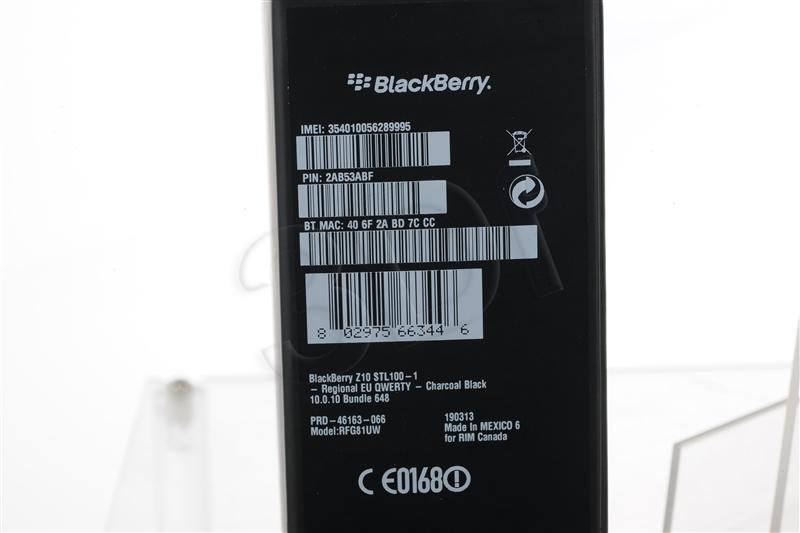 BlackBerry.
IMEI: 354010056289995
PIN: 2AB53ABF
BT MAC: 40 6F 2A BD 7C CC
8 02975 66344 6
BlackBerry Z10 STL100-1
- Regional EU QWERTY - Charcoal Black
10.0.10 Bundle 648
PRD-46163-066
Model:RFG81UW
190313
Made In MEXICO 6
for RIM Canada
CE0168